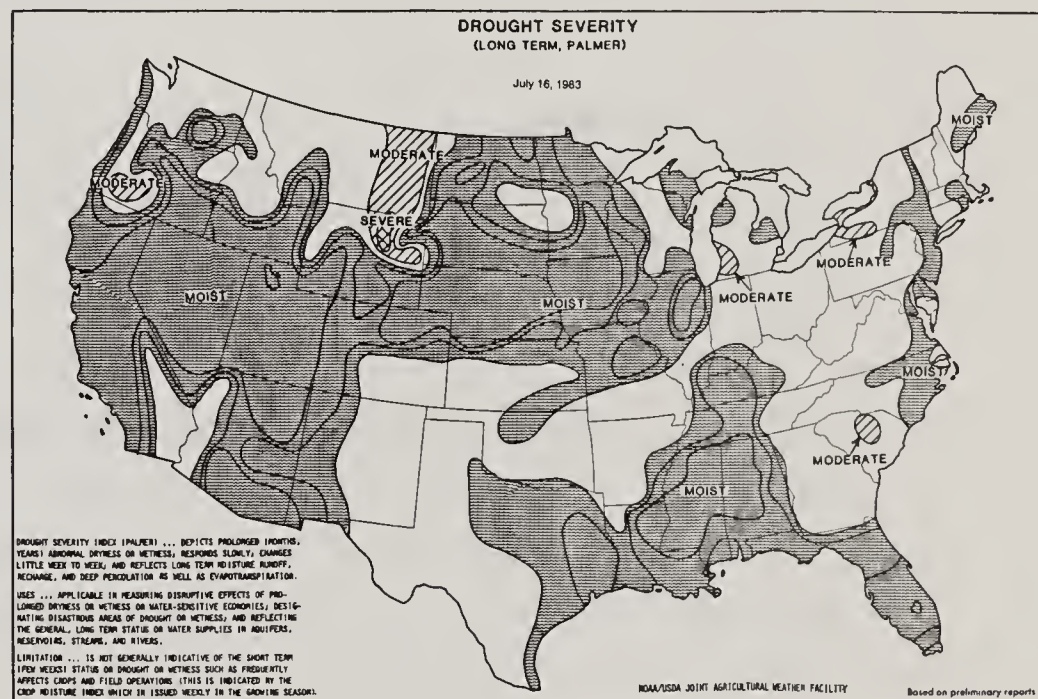 DROUGHT SEVERITY
(LONG TERM, PALMER)
July 16, 1983
MOIST
MODERATE
MODERATE
SEVERE
MODERATE
MOIST
MOIST
MODERATE
MOIST
MODERATE
MOIST
DROUGHT SEVERITY INDEX (PALMER) ... DEPICTS PROLONGED (MONTHS,
YEARS) ABNORMAL DRYNESS OR WETNESS; RESPONDS SLOWLY; CHANGES
LITTLE WEEK TO WEEK; AND REFLECTS LONG TERM MOISTURE RUNOFF,
RECHARGE, AND DEEP PERCOLATION AS WELL AS EVAPOTRANSPIRATION.
USES ... APPLICABLE IN MEASURING DISRUPTIVE EFFECTS OF PRO-
LONGED DRYNESS OR WETNESS OR WATER-SENSITIVE ECONOMIES; DESIG-
NATING DISASTROUS AREAS OF DROUGHT OR WETNESS; AND REFLECTING
THE GENERAL, LONG TERM STATUS OR WATER SUPPLIES IN AQUIFERS,
RESERVOIRS, STREAMS, AND RIVERS.
LIMITATION ... IS NOT GENERALLY INDICATIVE OF THE SHORT TERM
(FEW WEEKS) STATUS OR DROUGHT OR WETNESS SUCH AS FREQUENTLY
AFFECTS CROPS AND FIELD OPERATIONS (THIS IS INDICATED BY THE
CROP MOISTURE INDEX WHICH IN ISSUED WEEKLY IN THE GROWING SEASON).
NOAA/USDA JOINT AGRICULTURAL WEATHER FACILITY
Based on preliminary reports